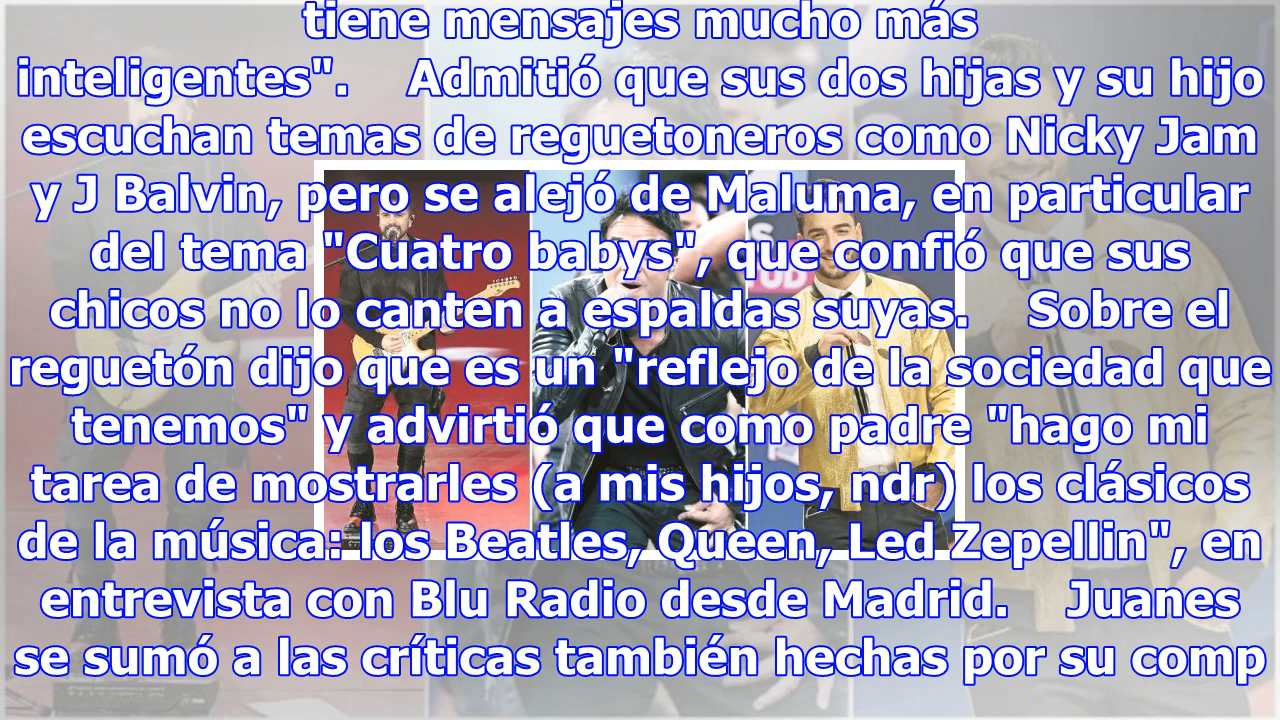 tiene mensajes mucho más
inteligentes". Admitió que sus dos hijas y su hijo
escuchan temas de reguetoneros como Nicky Jam
y J Balvin, pero se alejó de Maluma, en particular
del tema "Cuatro babys", que confió que sus
chicos no lo canten a espaldas suyas. Sobre el
reguetón dijo que es un "reflejo de la sociedad que
tenemos" y advirtió que como padre "hago mi
tarea de mostrarles (a mis hijos, ndr) los clásicos
de la música: los Beatles, Queen, Led Zepellin", en
entrevista con Blu Radio desde Madrid. Juanes
se sumó a las críticas también hechas por su comp